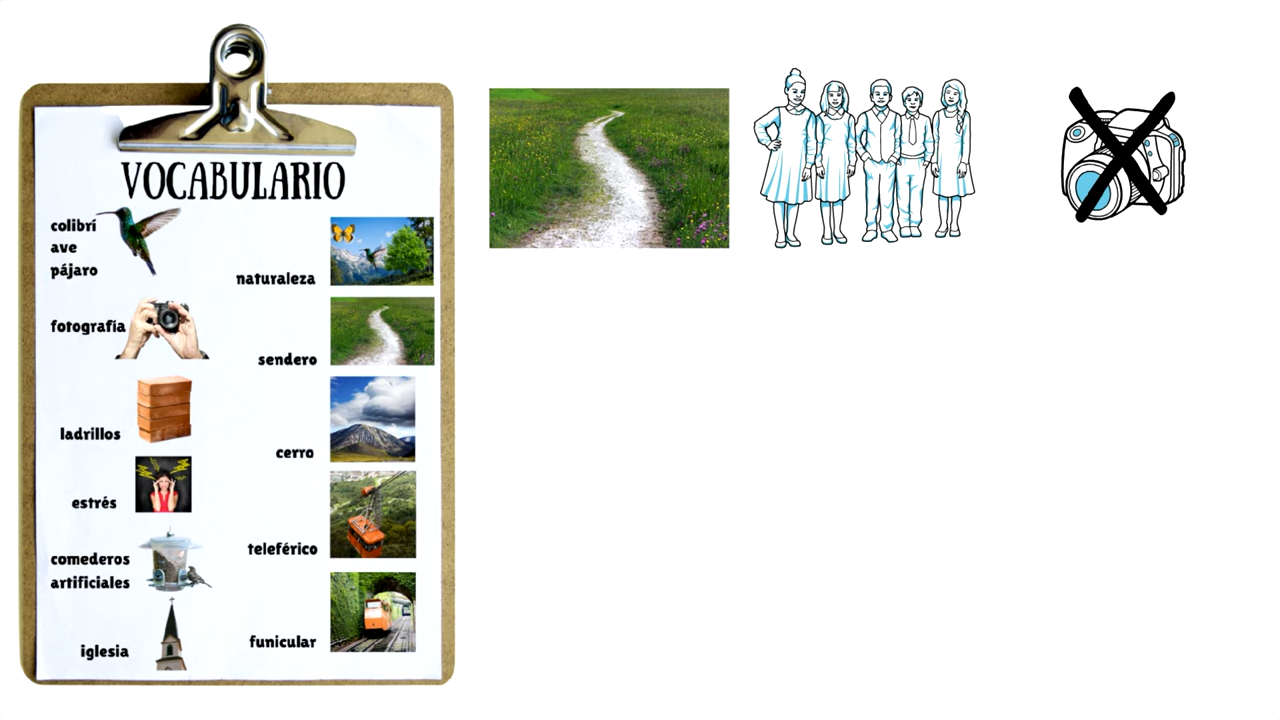 VOCABULARIO
colibrí
ave
pájaro
fotografía
ladrillos
estrés
comederos
artificiales
iglesia
naturaleza
sendero
cerro
teleférico
funicular